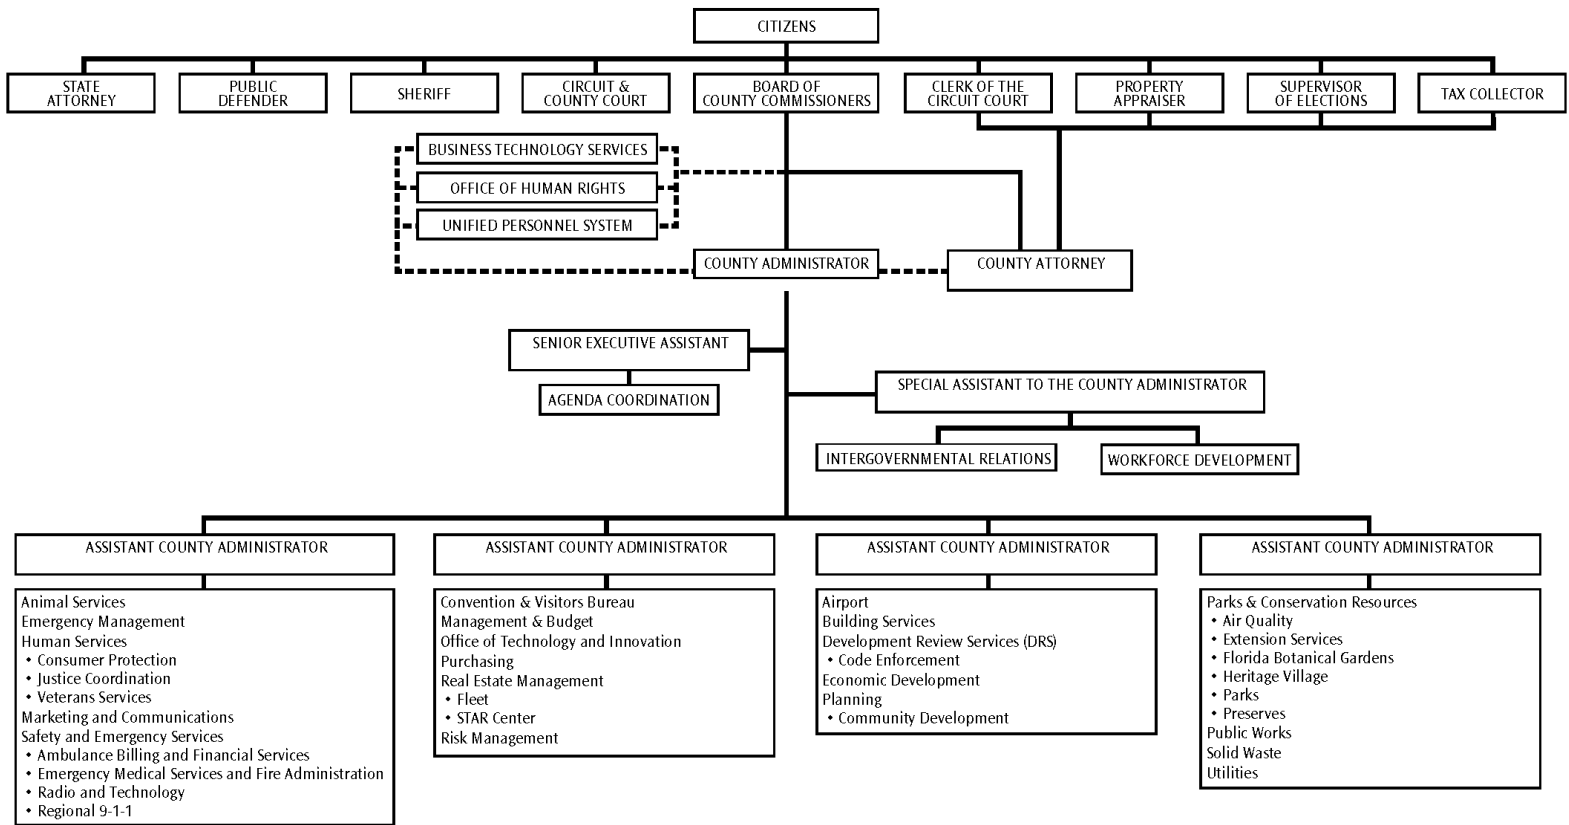 CITIZENS
STATE
ATTORNEY
PUBLIC
DEFENDER
SHERIFF
CIRCUIT &
COUNTY COURT
BOARD OF
COUNTY COMMISSIONERS
CLERK OF THE
CIRCUIT COURT
PROPERTY
APPRAISER
SUPERVISOR
OF ELECTIONS
TAX COLLECTOR
BUSINESS TECHNOLOGY SERVICES
OFFICE OF HUMAN RIGHTS
UNIFIED PERSONNEL SYSTEM
COUNTY ADMINISTRATOR
COUNTY ATTORNEY
SENIOR EXECUTIVE ASSISTANT
AGENDA COORDINATION
SPECIAL ASSISTANT TO THE COUNTY ADMINISTRATOR
INTERGOVERNMENTAL RELATIONS
WORKFORCE DEVELOPMENT
ASSISTANT COUNTY ADMINISTRATOR
Animal Services
Emergency Management
Human Services
• Consumer Protection
• Justice Coordination
• Veterans Services
Marketing and Communications
Safety and Emergency Services
• Ambulance Billing and Financial Services
• Emergency Medical Services and Fire Administration
• Radio and Technology
• Regional 9-1-1
ASSISTANT COUNTY ADMINISTRATOR
Convention & Visitors Bureau
Management & Budget
Office of Technology and Innovation
Purchasing
Real Estate Management
• Fleet
• STAR Center
Risk Management
ASSISTANT COUNTY ADMINISTRATOR
Airport
Building Services
Development Review Services (DRS)
• Code Enforcement
Economic Development
Planning
• Community Development
ASSISTANT COUNTY ADMINISTRATOR
Parks & Conservation Resources
• Air Quality
• Extension Services
• Florida Botanical Gardens
• Heritage Village
• Parks
• Preserves
Public Works
Solid Waste
Utilities